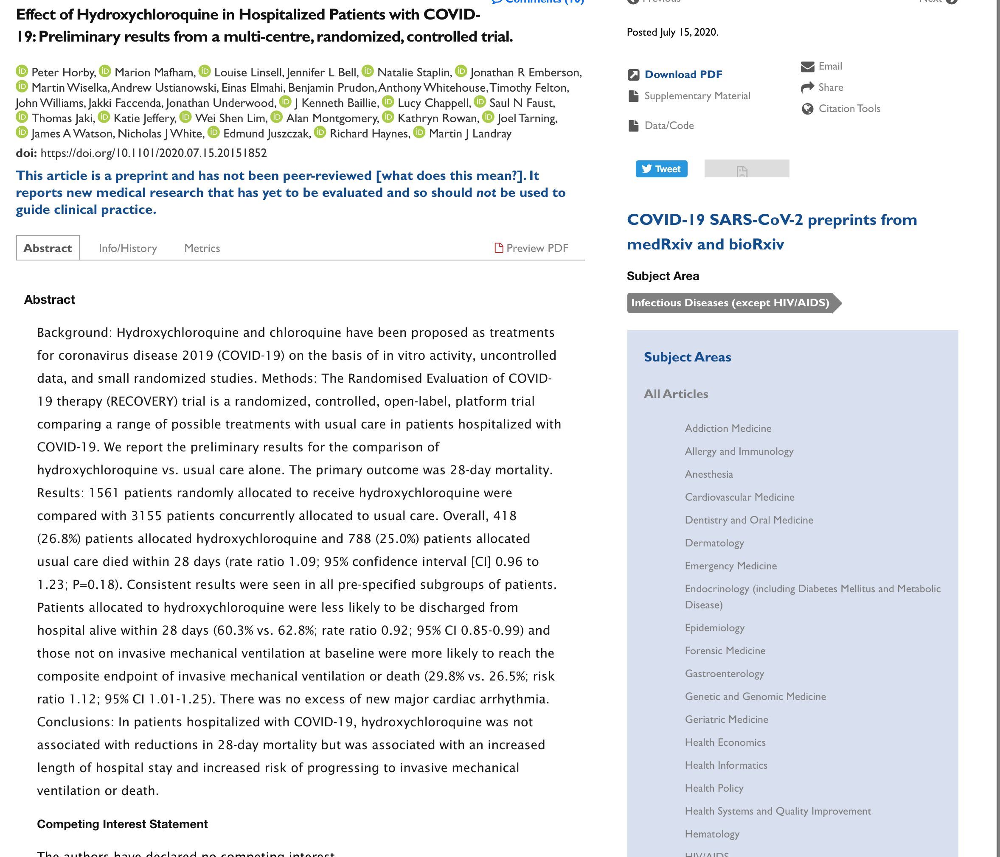 Comments (10)
Effect of Hydroxychloroquine in Hospitalized Patients with COVID-
19: Preliminary results from a multi-centre, randomized, controlled trial.
Peter Horby, Marion Mafham, Louise Linsell, Jennifer L Bell, Natalie Staplin, Jonathan R Emberson,
Martin Wiselka, Andrew Ustianowski, Einas Elmahi, Benjamin Prudon, Anthony Whitehouse, Timothy Felton,
John Williams, Jakki Faccenda, Jonathan Underwood, J Kenneth Baillie, Lucy Chappell, Saul N Faust,
Thomas Jaki, Katie Jeffery, Wei Shen Lim, Alan Montgomery, Kathryn Rowan, Joel Tarning,
James A Watson, Nicholas J White, Edmund Juszczak, Richard Haynes, Martin J Landray
doi: https://doi.org/10.1101/2020.07.15.20151852
This article is a preprint and has not been peer-reviewed [what does this mean?]. It
reports new medical research that has yet to be evaluated and so should not be used to
guide clinical practice.
Abstract
Info/History
Metrics
Preview PDF
Abstract
Background: Hydroxychloroquine and chloroquine have been proposed as treatments
for coronavirus disease 2019 (COVID-19) on the basis of in vitro activity, uncontrolled
data, and small randomized studies. Methods: The Randomised Evaluation of COVID-
19 therapy (RECOVERY) trial is a randomized, controlled, open-label, platform trial
comparing a range of possible treatments with usual care in patients hospitalized with
COVID-19. We report the preliminary results for the comparison of
hydroxychloroquine vs. usual care alone. The primary outcome was 28-day mortality.
Results: 1561 patients randomly allocated to receive hydroxychloroquine were
compared with 3155 patients concurrently allocated to usual care. Overall, 418
(26.8%) patients allocated hydroxychloroquine and 788 (25.0%) patients allocated
usual care died within 28 days (rate ratio 1.09; 95% confidence interval [CI] 0.96 to
1.23; P=0.18). Consistent results were seen in all pre-specified subgroups of patients.
Patients allocated to hydroxychloroquine were less likely to be discharged from
hospital alive within 28 days (60.3% vs. 62.8%; rate ratio 0.92; 95% CI 0.85-0.99) and
those not on invasive mechanical ventilation at baseline were more likely to reach the
composite endpoint of invasive mechanical ventilation or death (29.8% vs. 26.5%; risk
ratio 1.12; 95% CI 1.01-1.25). There was no excess of new major cardiac arrhythmia.
Conclusions: In patients hospitalized with COVID-19, hydroxychloroquine was not
associated with reductions in 28-day mortality but was associated with an increased
length of hospital stay and increased risk of progressing to invasive mechanical
ventilation or death.
Competing Interest Statement
The authors have declared no competing interest.
Previous
Next
Posted July 15, 2020.
Download PDF
Supplementary Material
Data/Code
Email
Share
Citation Tools
Tweet
COVID-19 SARS-CoV-2 preprints from
medRxiv and bioRxiv
Subject Area
Infectious Diseases (except HIV/AIDS)
Subject Areas
All Articles
Addiction Medicine
Allergy and Immunology
Anesthesia
Cardiovascular Medicine
Dentistry and Oral Medicine
Dermatology
Emergency Medicine
Endocrinology (including Diabetes Mellitus and Metabolic
Disease)
Epidemiology
Forensic Medicine
Gastroenterology
Genetic and Genomic Medicine
Geriatric Medicine
Health Economics
Health Informatics
Health Policy
Health Systems and Quality Improvement
Hematology
HIV/AIDS